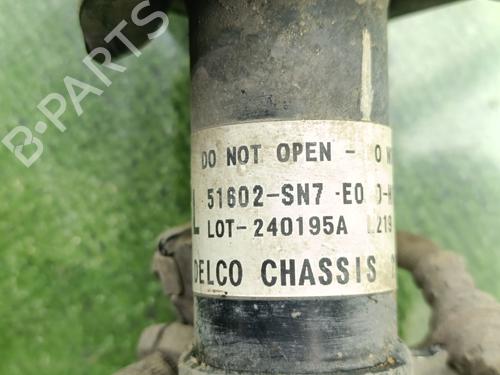 B-PARTS
DO NOT OPEN -
L 51602-SN7 -E0
LOT-240195A
DELCO CHASSIS